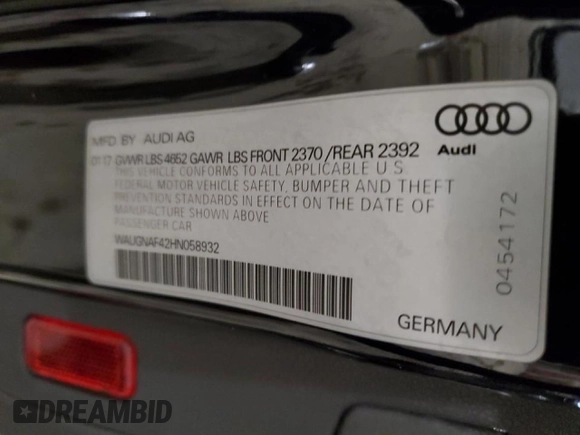 MFD BY AUDI AG
01 17 GVWR LBS 4652 GAWR LBS FRONT 2370 / REAR 2392
THIS VEHICLE CONFORMS TO ALL APPLICABLE U S
FEDERAL MOTOR VEHICLE SAFETY, BUMPER AND THEFT
PREVENTION STANDARDS IN EFFECT ON THE DATE OF
MANUFACTURE SHOWN ABOVE
PASSENGER CAR
WAUGNAF42HN058932
Audi
0454172
GERMANY
DREAMBID